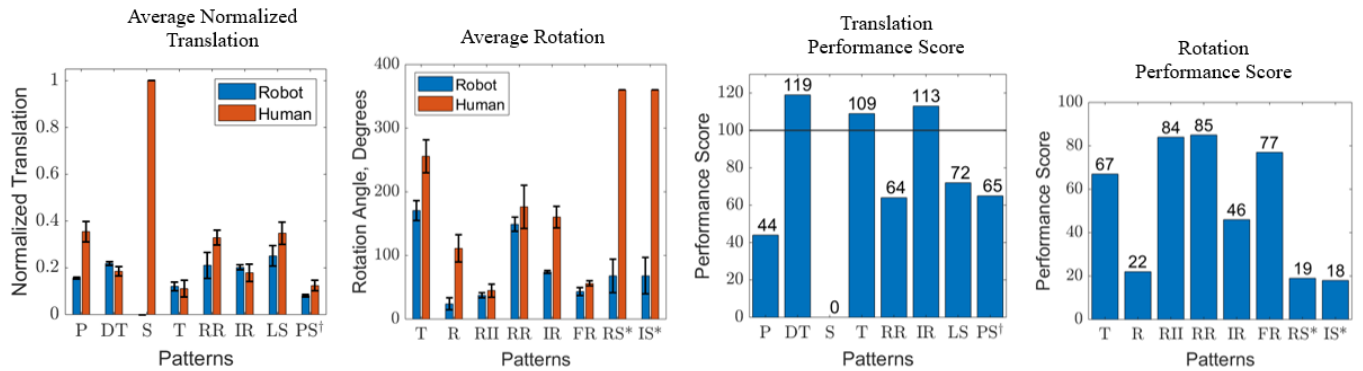 Average Normalized
Translation
Normalized Translation
1
0.8
0.6
0.4
0.2
0
Robot
Human
P DT S T RR IR LS PS†
Patterns
Average Rotation
Rotation Angle, Degrees
400
300
200
100
0
Robot
Human
T R RII RR IR FR RS* IS*
Patterns
Translation
Performance Score
Performance Score
120
100
80
60
40
20
0
44 119 0 109 64 113 72 65
P DT S T RR IR LS PS†
Patterns
Rotation
Performance Score
Performance Score
100
80
60
40
20
0
67 22 84 85 46 77 19 18
T R RII RR IR FR RS* IS*
Patterns